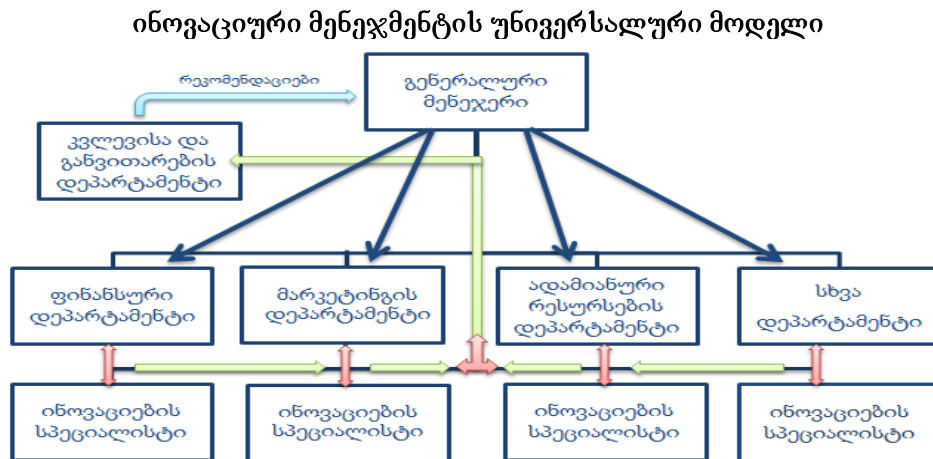 ინოვაციური მენეჯმენტის უნივერსალური მოდელი
რეკომენდაციები
გენერალური
მენეჯერი
კვლევისა და
განვითარების
დეპარტამენტი
ფინანსური
დეპარტამენტი
მარკეტინგის
დეპარტამენტი
ადამიანური
რესურსების
დეპარტამენტი
სხვა
დეპარტამენტი
ინოვაციების
სპეციალისტი
ინოვაციების
სპეციალისტი
ინოვაციების
სპეციალისტი
ინოვაციების
სპეციალისტი